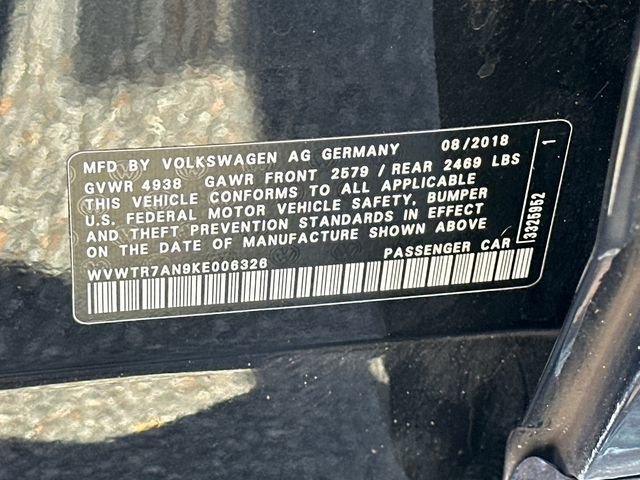 MFD BY VOLKSWAGEN AG GERMANY 08/2018
GVWR 4938 GAWR FRONT 2579 / REAR 2469 LBS
THIS VEHICLE CONFORMS TO ALL APPLICABLE
U.S. FEDERAL MOTOR VEHICLE SAFETY, BUMPER
AND THEFT PREVENTION STANDARDS IN EFFECT
ON THE DATE OF MANUFACTURE SHOWN ABOVE
WVWTR7AN9KE006326 PASSENGER CAR
3325952 1